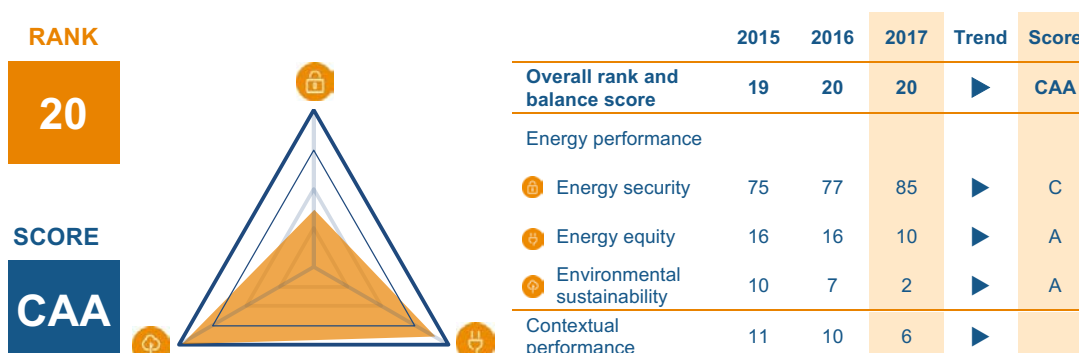 RANK
20
SCORE
CAA
2015 2016 2017 Trend Score
Overall rank and
balance score 19 20 20 CAA
Energy performance
Energy security 75 77 85 C
Energy equity 16 16 10 A
Environmental
sustainability 10 7 2 A
Contextual
performance 11 10 6